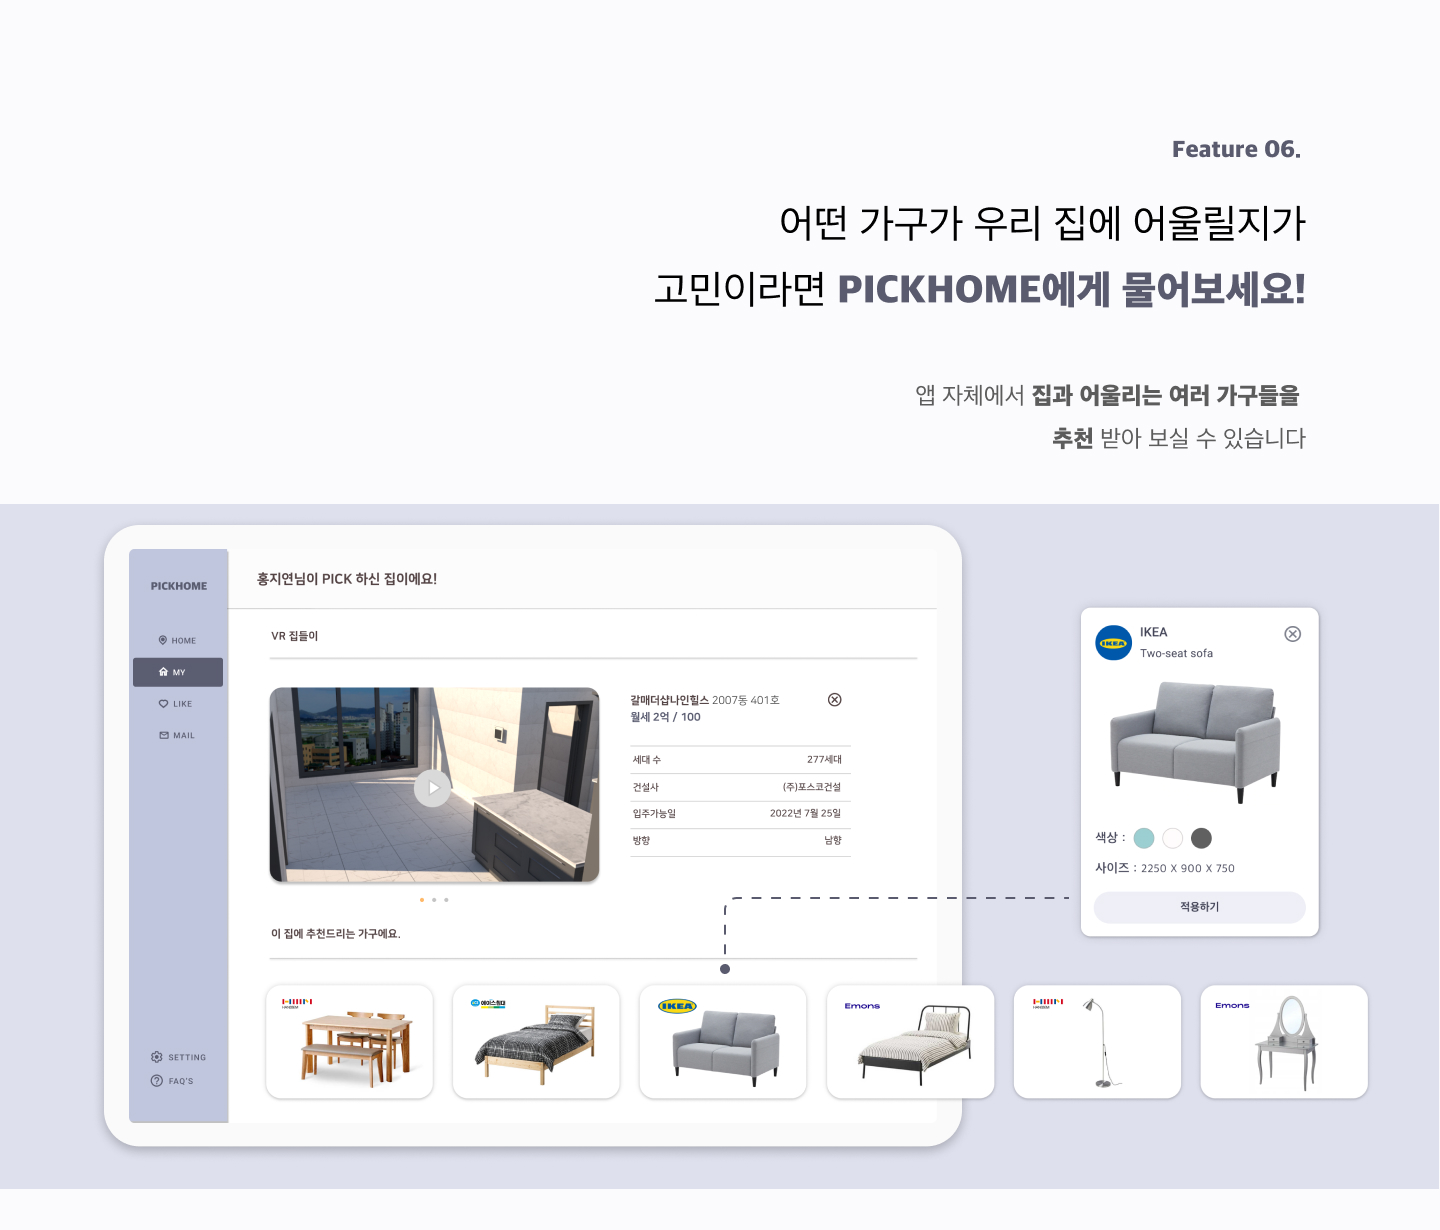 Feature 06.
어떤 가구가 우리 집에 어울릴지가
고민이라면 PICKHOME에게 물어보세요!
앱 자체에서 집과 어울리는 여러 가구들을
추천 받아 보실 수 있습니다
PICKHOME
HOME
MY
LIKE
MAIL
SETTING
FAQ'S
홍지연님이 PICK 하신 집이에요!
VR 집들이
갈매더샵나인힐스 2007동 401호
월세 2억 / 100
세대 수 277세대
건설사 (주)포스코건설
입주가능일 2022년 7월 25일
방향 남향
이 집에 추천드리는 가구에요.
HANSSEM
에이스침대
IKEA
Emons
HANSSEM
Emons
IKEA
IKEA
Two-seat sofa
색상 :
사이즈 : 2250 X 900 X 750
적용하기